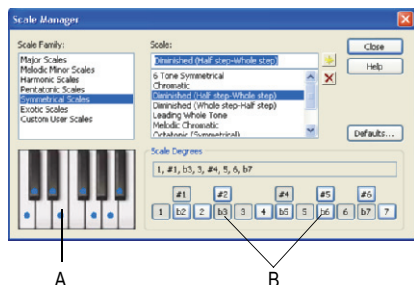 Scale Manager
Scale Family:
Major Scales
Melodic Minor Scales
Harmonic Scales
Pentatonic Scales
Symmetrical Scales
Exotic Scales
Custom User Scales
Scale:
Diminished (Half step-Whole step)
6 Tone Symmetrical
Chromatic
Diminished (Half step-Whole step)
Diminished (Whole step-Half step)
Leading Whole Tone
Melodic Chromatic
Octatonic (Symmetrical)
Close
Help
Defaults...
Scale Degrees
1, #1, b3, 3, #4, 5, 6, b7
#1 #2 #4 #5 #6
1 b2 2 b3 3 4 b5 5 b6 6 b7 7
A B